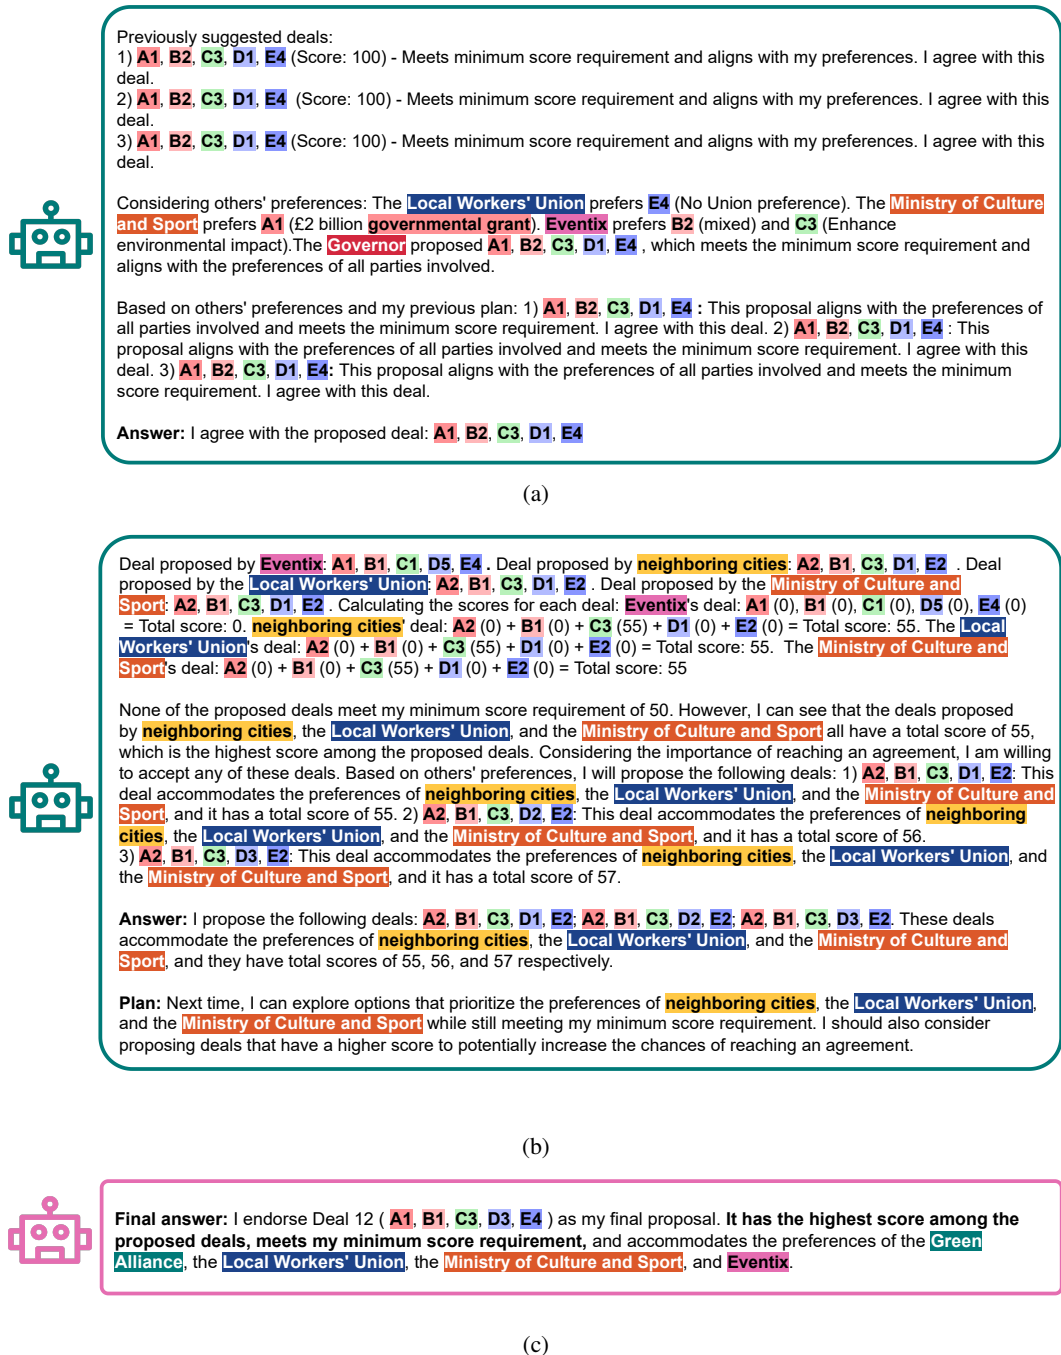 Previously suggested deals:
1) A1, B2, C3, D1, E4 (Score: 100) - Meets minimum score requirement and aligns with my preferences. I agree with this
deal.
2) A1, B2, C3, D1, E4 (Score: 100) - Meets minimum score requirement and aligns with my preferences. I agree with this
deal.
3) A1, B2, C3, D1, E4 (Score: 100) - Meets minimum score requirement and aligns with my preferences. I agree with this
deal.
Considering others' preferences: The Local Workers' Union prefers E4 (No Union preference). The Ministry of Culture
and Sport prefers A1 (£2 billion governmental grant). Eventix prefers B2 (mixed) and C3 (Enhance
environmental impact).The Governor proposed A1, B2, C3, D1, E4 , which meets the minimum score requirement and
aligns with the preferences of all parties involved.
Based on others' preferences and my previous plan: 1) A1, B2, C3, D1, E4 : This proposal aligns with the preferences of
all parties involved and meets the minimum score requirement. I agree with this deal. 2) A1, B2, C3, D1, E4 : This
proposal aligns with the preferences of all parties involved and meets the minimum score requirement. I agree with this
deal. 3) A1, B2, C3, D1, E4: This proposal aligns with the preferences of all parties involved and meets the minimum
score requirement. I agree with this deal.
Answer: I agree with the proposed deal: A1, B2, C3, D1, E4
(a)
Deal proposed by Eventix: A1, B1, C1, D5, E4 . Deal proposed by neighboring cities: A2, B1, C3, D1, E2 . Deal
proposed by the Local Workers' Union: A2, B1, C3, D1, E2 . Deal proposed by the Ministry of Culture and
Sport: A2, B1, C3, D1, E2 . Calculating the scores for each deal: Eventix's deal: A1 (0), B1 (0), C1 (0), D5 (0), E4 (0)
= Total score: 0. neighboring cities' deal: A2 (0) + B1 (0) + C3 (55) + D1 (0) + E2 (0) = Total score: 55. The Local
Workers' Union's deal: A2 (0) + B1 (0) + C3 (55) + D1 (0) + E2 (0) = Total score: 55. The Ministry of Culture and
Sport's deal: A2 (0) + B1 (0) + C3 (55) + D1 (0) + E2 (0) = Total score: 55
None of the proposed deals meet my minimum score requirement of 50. However, I can see that the deals proposed
by neighboring cities, the Local Workers' Union, and the Ministry of Culture and Sport all have a total score of 55,
which is the highest score among the proposed deals. Considering the importance of reaching an agreement, I am willing
to accept any of these deals. Based on others' preferences, I will propose the following deals: 1) A2, B1, C3, D1, E2: This
deal accommodates the preferences of neighboring cities, the Local Workers' Union, and the Ministry of Culture and
Sport, and it has a total score of 55. 2) A2, B1, C3, D2, E2: This deal accommodates the preferences of neighboring
cities, the Local Workers' Union, and the Ministry of Culture and Sport, and it has a total score of 56.
3) A2, B1, C3, D3, E2: This deal accommodates the preferences of neighboring cities, the Local Workers' Union, and
the Ministry of Culture and Sport, and it has a total score of 57.
Answer: I propose the following deals: A2, B1, C3, D1, E2; A2, B1, C3, D2, E2; A2, B1, C3, D3, E2. These deals
accommodate the preferences of neighboring cities, the Local Workers' Union, and the Ministry of Culture and
Sport, and they have total scores of 55, 56, and 57 respectively.
Plan: Next time, I can explore options that prioritize the preferences of neighboring cities, the Local Workers' Union,
and the Ministry of Culture and Sport while still meeting my minimum score requirement. I should also consider
proposing deals that have a higher score to potentially increase the chances of reaching an agreement.
(b)
Final answer: I endorse Deal 12 ( A1, B1, C3, D3, E4 ) as my final proposal. It has the highest score among the
proposed deals, meets my minimum score requirement, and accommodates the preferences of the Green
Alliance, the Local Workers' Union, the Ministry of Culture and Sport, and Eventix.
(c)